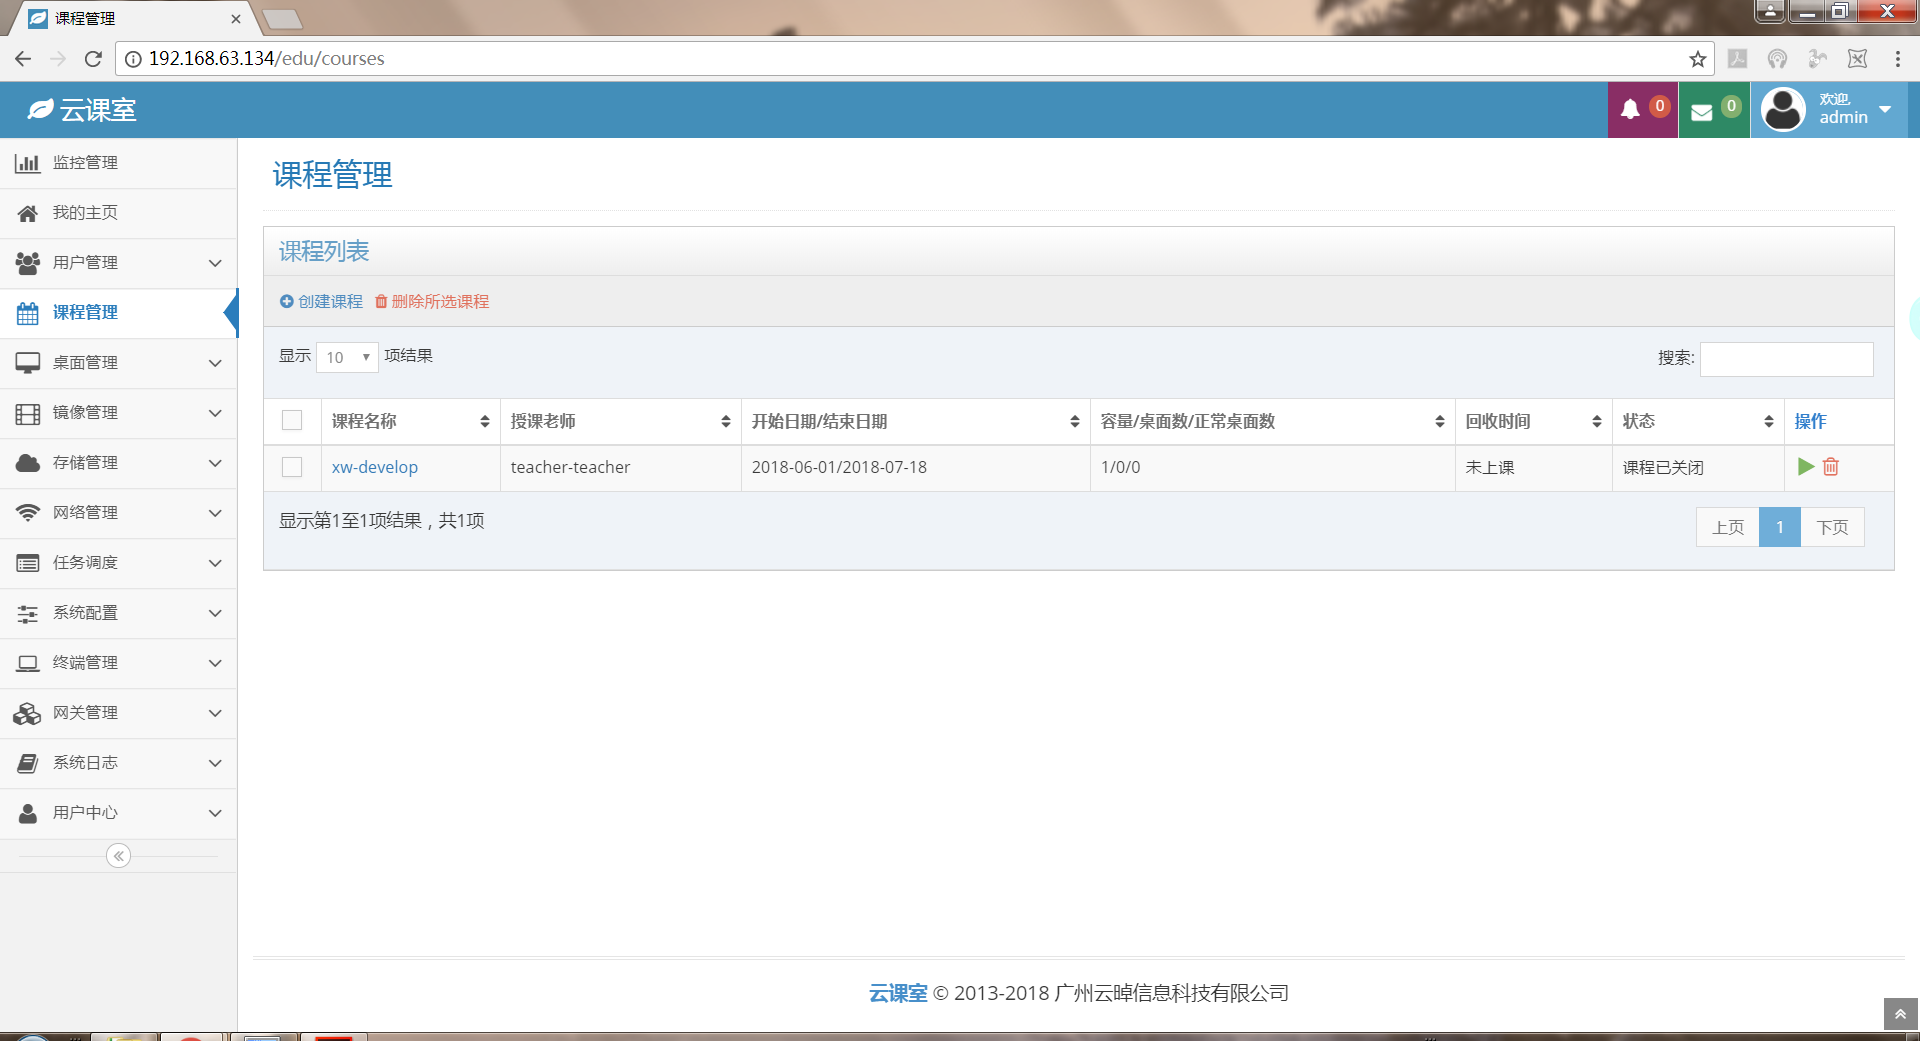 课程管理
192.168.63.134/edu/courses
云课室
0
0
欢迎,
admin
监控管理
我的主页
用户管理
课程管理
桌面管理
镜像管理
存储管理
网络管理
任务调度
系统配置
终端管理
网关管理
系统日志
用户中心
课程管理
课程列表
创建课程 删除所选课程
显示 10 项结果
搜索:
课程名称 授课老师 开始日期/结束日期 容量/桌面数/正常桌面数 回收时间 状态 操作
xw-develop teacher-teacher 2018-06-01/2018-07-18 1/0/0 未上课 课程已关闭
显示第1至1项结果，共1项
上页 1 下页
云课室 © 2013-2018 广州云晫信息科技有限公司